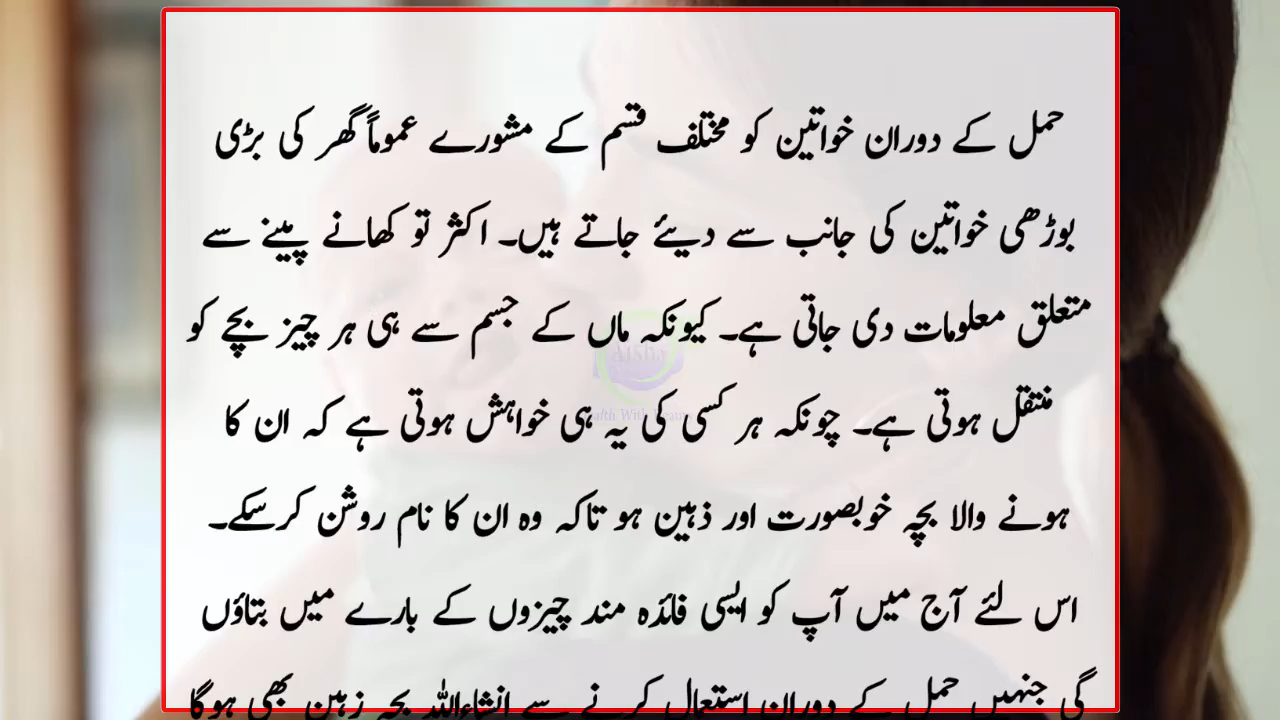 حمل کے دوران خواتین کو مختلف قسم کے مشورے عموماً گھر کی بڑی
بوڑھی خواتین کی جانب سے دیئے جاتے ہیں۔ اکثر تو کھانے پینے سے
متعلق معلومات دی جاتی ہے۔ کیونکہ ماں کے جسم سے ہی ہر چیز بچے کو
منتقل ہوتی ہے۔ چونکہ ہر کسی کی یہ ہی خواہش ہوتی ہے کہ ان کا
ہونے والا بچہ خوبصورت اور ذہین ہو تاکہ وہ ان کا نام روشن کرسکے۔
اس لئے آج میں آپ کو ایسی فائدہ مند چیزوں کے بارے میں بتاؤں
گی جنہیں حمل کے دوران استعمال کرنے سے انشاءاللہ بچہ زہین بھی ہوگا
Aisha
Health With